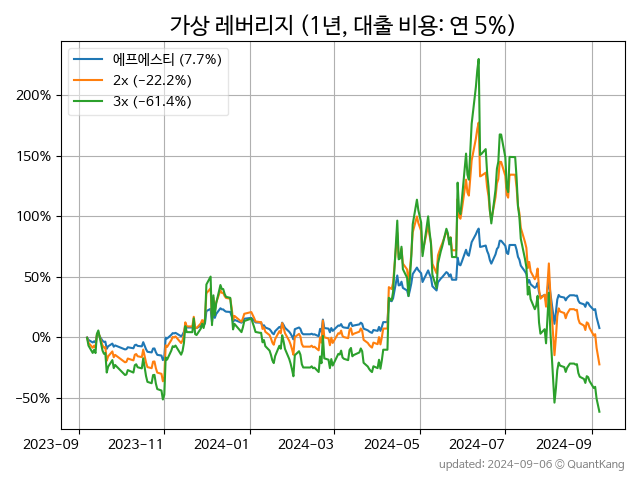 가상 레버리지 (1년, 대출 비용: 연 5%)
에프에스티 (7.7%)
2x (−22.2%)
3x (−61.4%)
200%
150%
100%
50%
0%
−50%
2023-09 2023-11 2024-01 2024-03 2024-05 2024-07 2024-09
updated: 2024-09-06 © QuantKang